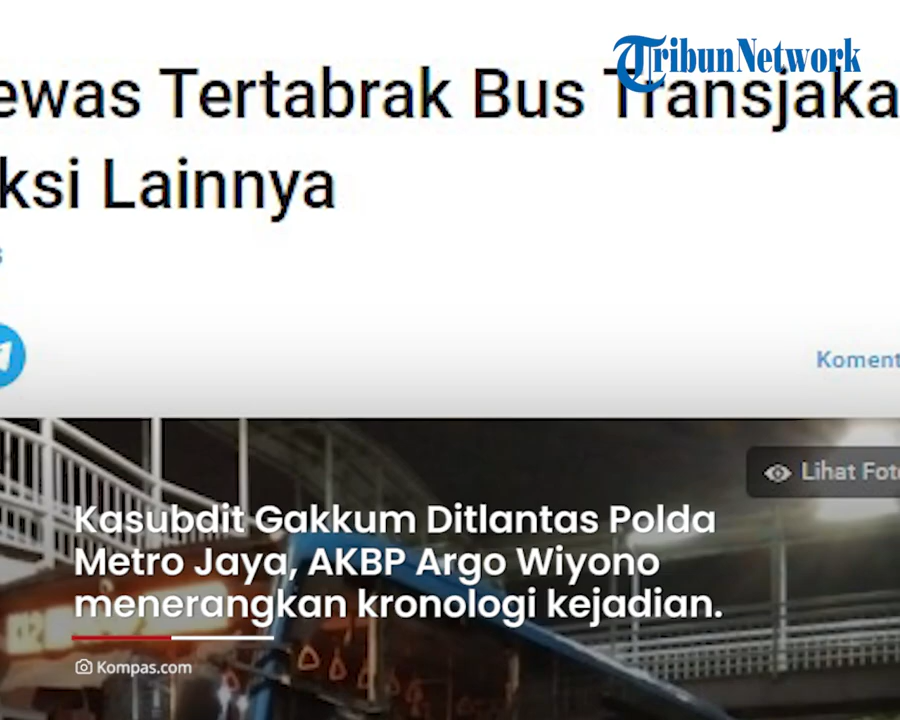 TribunNetwork
ewas Tertabrak Bus Transjaka
ksi Lainnya
s
Koment
Lihat Foto
Kasubdit Gakkum Ditlantas Polda
Metro Jaya, AKBP Argo Wiyono
menerangkan kronologi kejadian.
Kompas.com